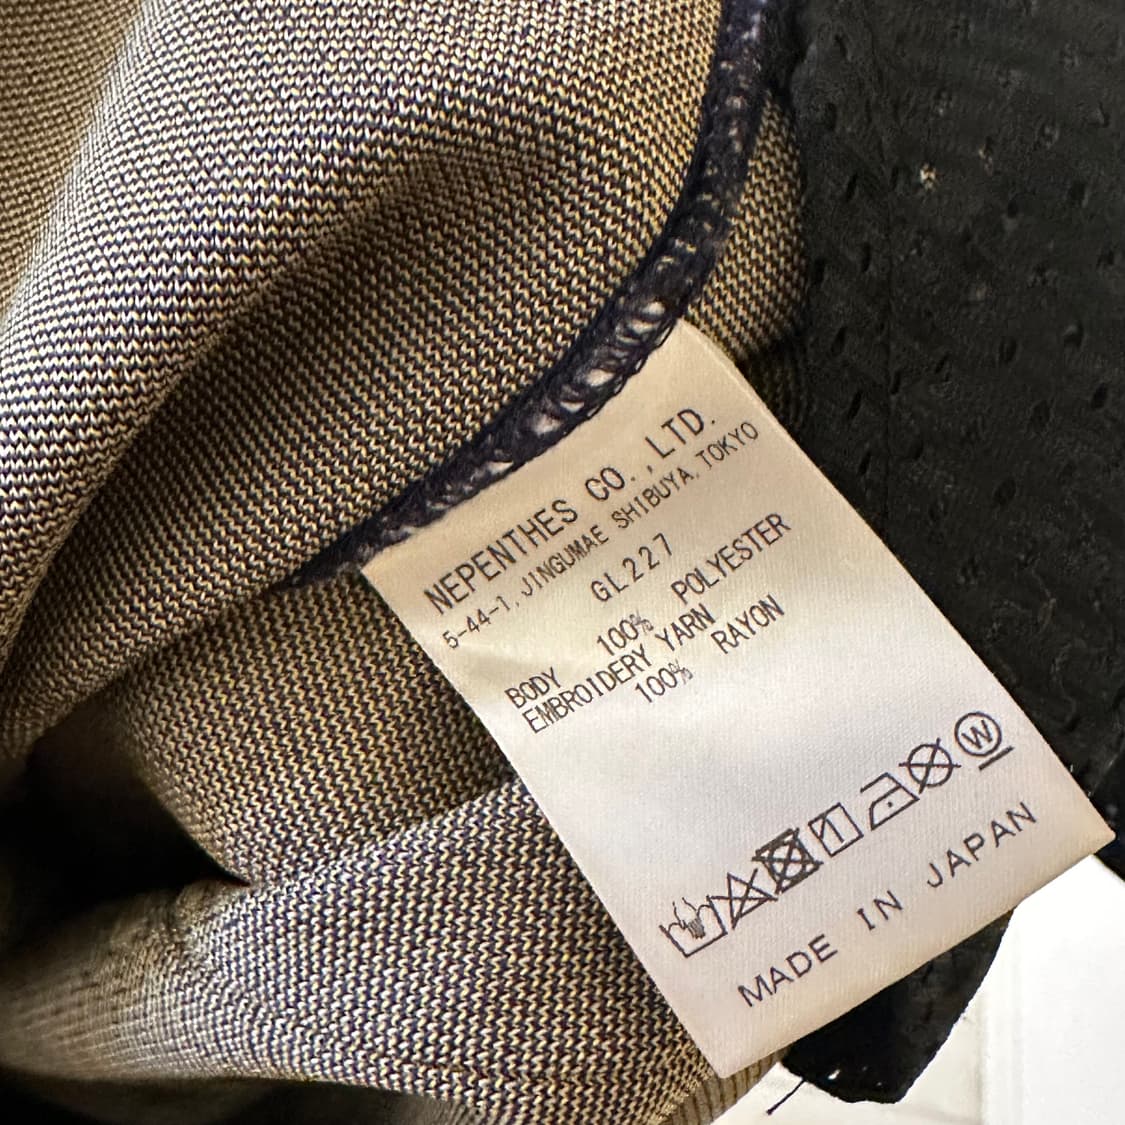 NEPENTHES CO. ,LTD.
5-44-1, JINGUMAE SHIBUYA, TOKYO
GL227
BODY 100% POLYESTER
EMBROIDERY YARN
100% RAYON
W
MADE IN JAPAN